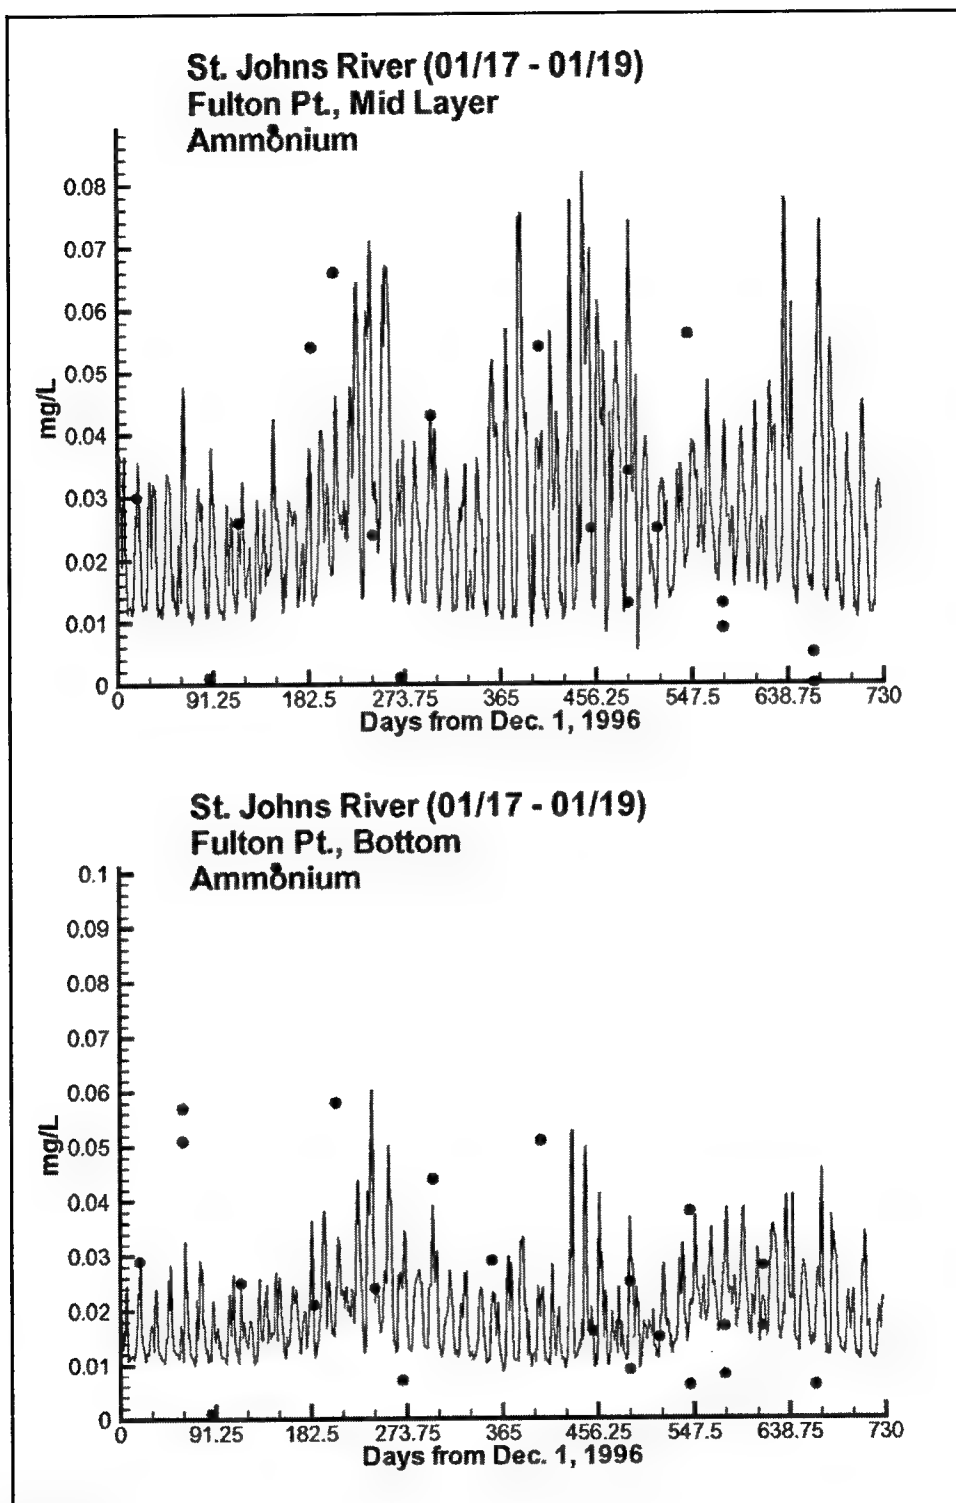 St. Johns River (01/17 - 01/19)
Fulton Pt., Mid Layer
Ammonium
0.08
0.07
0.06
0.05
0.04
0.03
0.02
0.01
0
mg/L
0 91.25 182.5 273.75 365 456.25 547.5 638.75 730
Days from Dec. 1, 1996
St. Johns River (01/17 - 01/19)
Fulton Pt., Bottom
Ammonium
0.1
0.09
0.08
0.07
0.06
0.05
0.04
0.03
0.02
0.01
0
mg/L
0 91.25 182.5 273.75 365 456.25 547.5 638.75 730
Days from Dec. 1, 1996